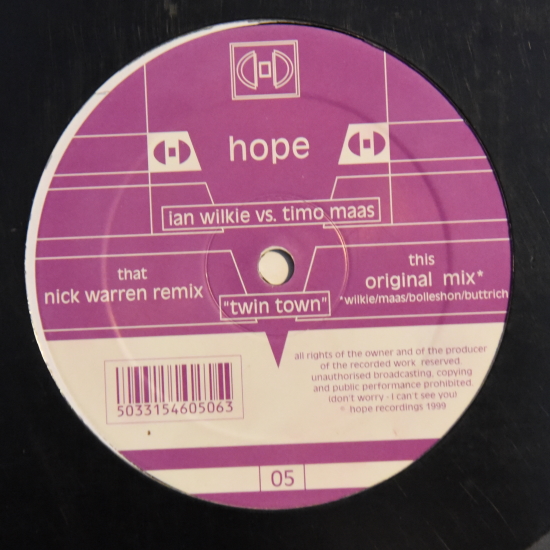 hope
ian wilkie vs. timo maas
that
nick warren remix
this
original mix*
*wilkie/maas/bolleshon/buttrich
"twin town"
all rights of the owner and of the producer
of the recorded work reserved.
unauthorised broadcasting, copying
and public performance prohibited.
(don't worry - I can't see you)
℗ hope recordings 1999
5033154605063
05